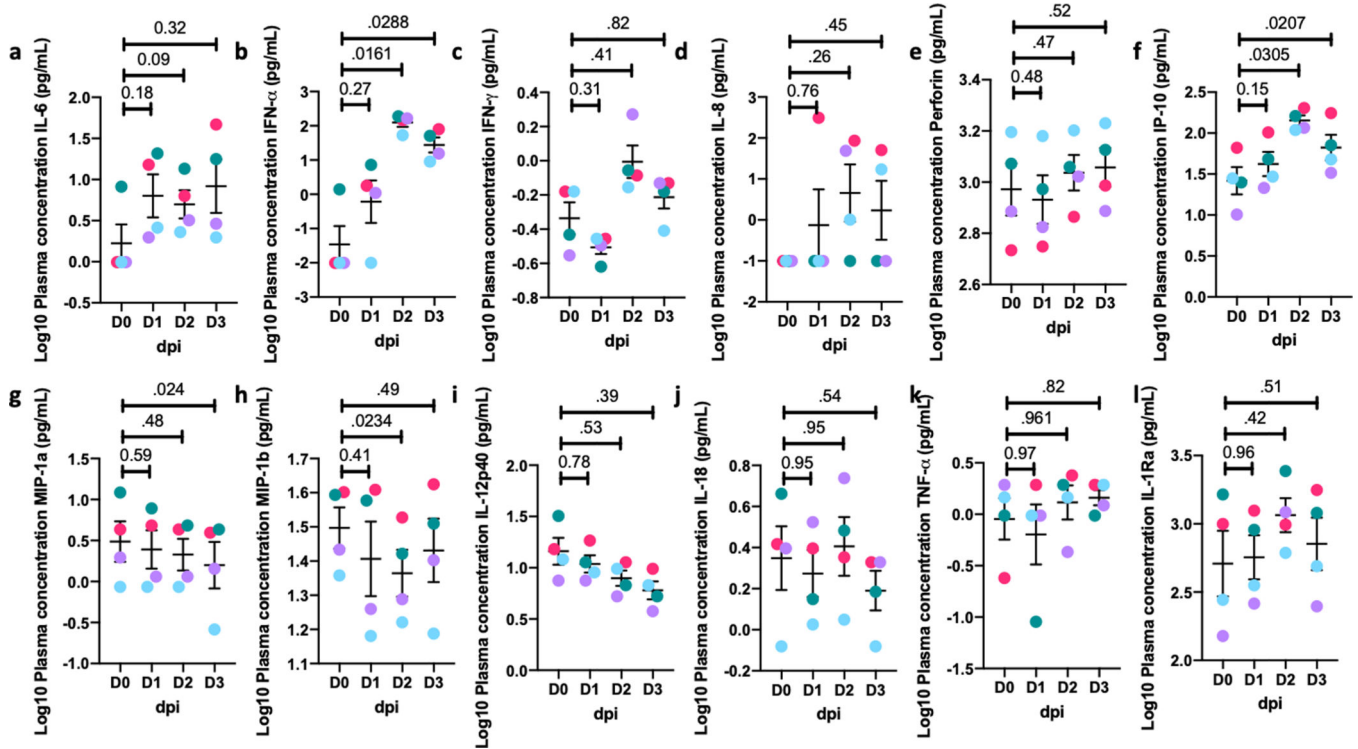 a
Log10 Plasma concentration IL-6 (pg/mL)
0.32
0.09
0.18
2.0
1.5
1.0
0.5
0.0
-0.5
D0 D1 D2 D3
dpi
b
Log10 Plasma concentration IFN-α (pg/mL)
.0288
.0161
0.27
3
2
1
0
-1
-2
-3
D0 D1 D2 D3
dpi
c
Log10 Plasma concentration IFN-γ (pg/mL)
.82
.41
0.31
0.4
0.2
0.0
-0.2
-0.4
-0.6
-0.8
D0 D1 D2 D3
dpi
d
Log10 Plasma concentration IL-8 (pg/mL)
.45
.26
0.76
3
2
1
0
-1
-2
D0 D1 D2 D3
dpi
e
Log10 Plasma concentration Perforin (pg/mL)
.52
.47
0.48
3.4
3.2
3.0
2.8
2.6
D0 D1 D2 D3
dpi
f
Log10 Plasma concentration IP-10 (pg/mL)
.0207
.0305
0.15
2.5
2.0
1.5
1.0
0.5
0.0
D0 D1 D2 D3
dpi
g
Log10 Plasma concentration MIP-1a (pg/mL)
.024
.48
0.59
1.5
1.0
0.5
0.0
-0.5
-1.0
D0 D1 D2 D3
dpi
h
Log10 Plasma concentration MIP-1b (pg/mL)
.49
.0234
0.41
1.7
1.6
1.5
1.4
1.3
1.2
1.1
D0 D1 D2 D3
dpi
i
Log10 Plasma concentration IL-12p40 (pg/mL)
.39
.53
0.78
2.0
1.5
1.0
0.5
0.0
D0 D1 D2 D3
dpi
j
Log10 Plasma concentration IL-18 (pg/mL)
.54
.95
0.95
0.8
0.6
0.4
0.2
0.0
-0.2
D0 D1 D2 D3
dpi
k
Log10 Plasma concentration TNF-α (pg/mL)
.82
.961
0.97
0.5
0.0
-0.5
-1.0
-1.5
D0 D1 D2 D3
dpi
l
Log10 Plasma concentration IL-1Ra (pg/mL)
.51
.42
0.96
3.5
3.0
2.5
2.0
D0 D1 D2 D3
dpi